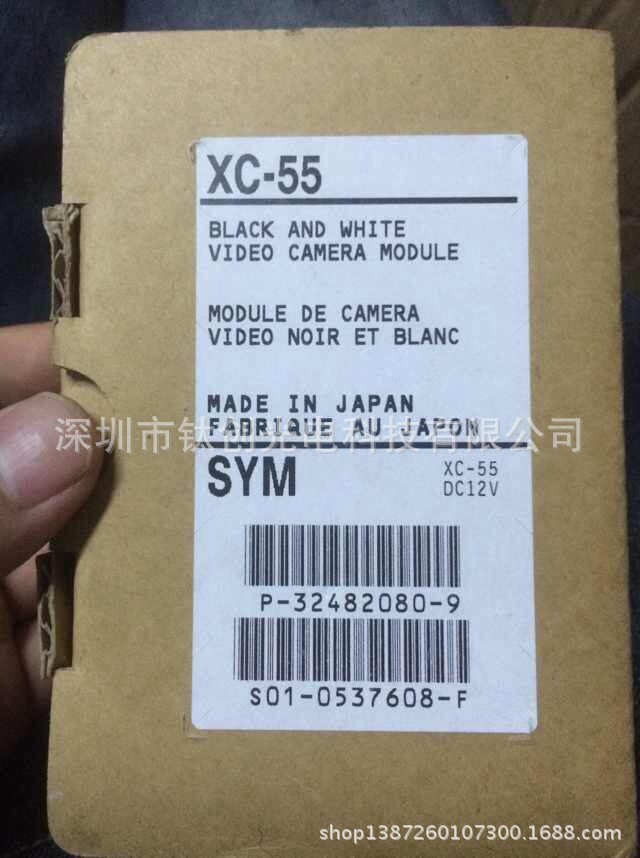 XC-55
BLACK AND WHITE
VIDEO CAMERA MODULE
MODULE DE CAMERA
VIDEO NOIR ET BLANC
MADE IN JAPAN
FABRIQUE AU JAPON
深圳市钛创光电科技有限公司
SYM
XC-55
DC12V
P-32482080-9
S01-0537608-F
shop1387260107300.1688.com